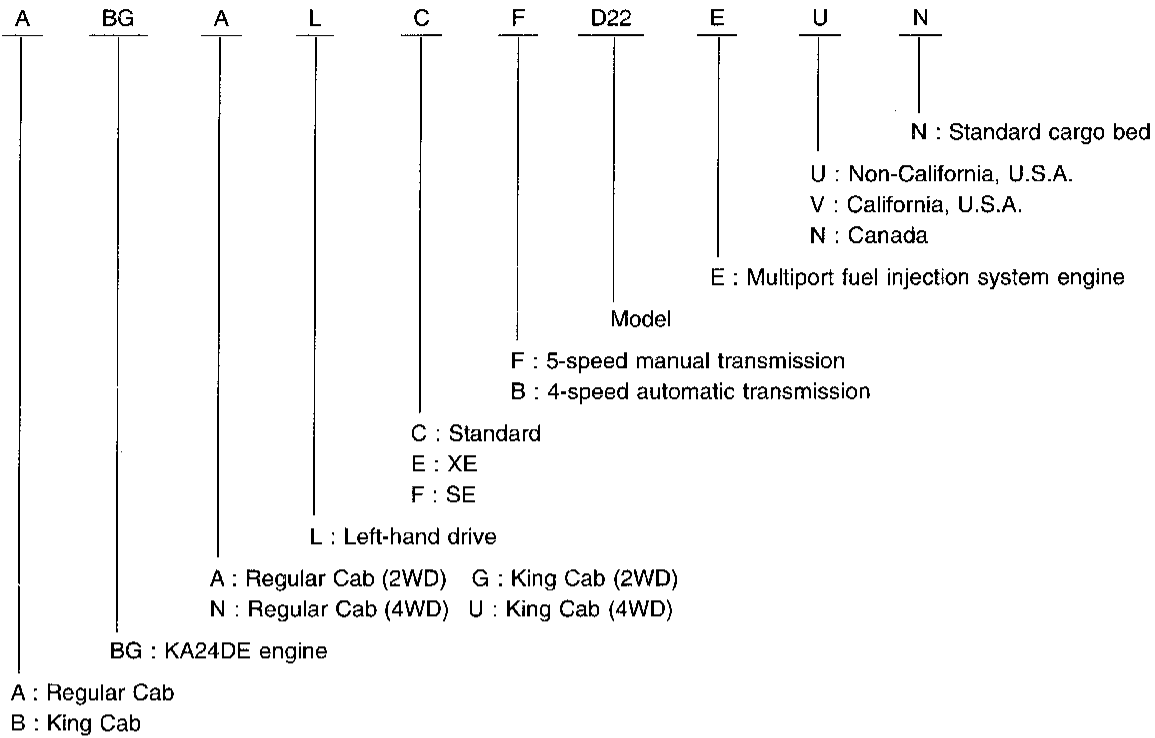 A BG A L C F D22 E U N
N : Standard cargo bed
U : Non-California, U.S.A.
V : California, U.S.A.
N : Canada
E : Multiport fuel injection system engine
Model
F : 5-speed manual transmission
B : 4-speed automatic transmission
C : Standard
E : XE
F : SE
L : Left-hand drive
A : Regular Cab (2WD) G : King Cab (2WD)
N : Regular Cab (4WD) U : King Cab (4WD)
BG : KA24DE engine
A : Regular Cab
B : King Cab